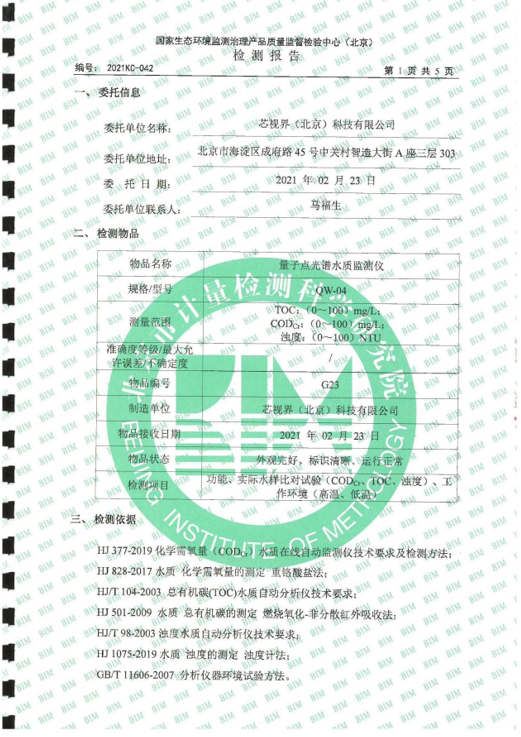 国家生态环境监测治理产品质量监督检验中心（北京）
检测报告
编号： 2021KC-042 第 1 页 共 5 页
一、 委托信息
委托单位名称： 芯视界（北京）科技有限公司
委托单位地址： 北京市海淀区成府路 45 号中关村智造大街 A 座三层 303
委 托 日 期： 2021 年 02 月 23 日
委托单位联系人： 马福生
二、 检测物品
物品名称 量子点光谱水质监测仪
规格/型号 QW-04
测量范围 TOC：（0～100）mg/L；
CODCr：（0～100）mg/L；
浊度：（0～100）NTU
准确度等级/最大允
许误差/不确定度 /
物品编号 G23
制造单位 芯视界（北京）科技有限公司
物品接收日期 2021 年 02 月 23 日
物品状态 外观完好、标识清晰、运行正常
检测项目 功能、实际水样比对试验（CODCr、TOC、浊度）、工
作环境（高温、低温）
三、 检测依据
HJ 377-2019 化学需氧量（CODCr）水质在线自动监测仪技术要求及检测方法；
HJ 828-2017 水质 化学需氧量的测定 重铬酸盐法；
HJ/T 104-2003 总有机碳(TOC)水质自动分析仪技术要求；
HJ 501-2009 水质 总有机碳的测定 燃烧氧化-非分散红外吸收法；
HJ/T 98-2003 浊度水质自动分析仪技术要求；
HJ 1075-2019 水质 浊度的测定 浊度计法；
GB/T 11606-2007 分析仪器环境试验方法。
北京市计量检测科学研究院
BEIJING INSTITUTE OF METROLOGY
BIM